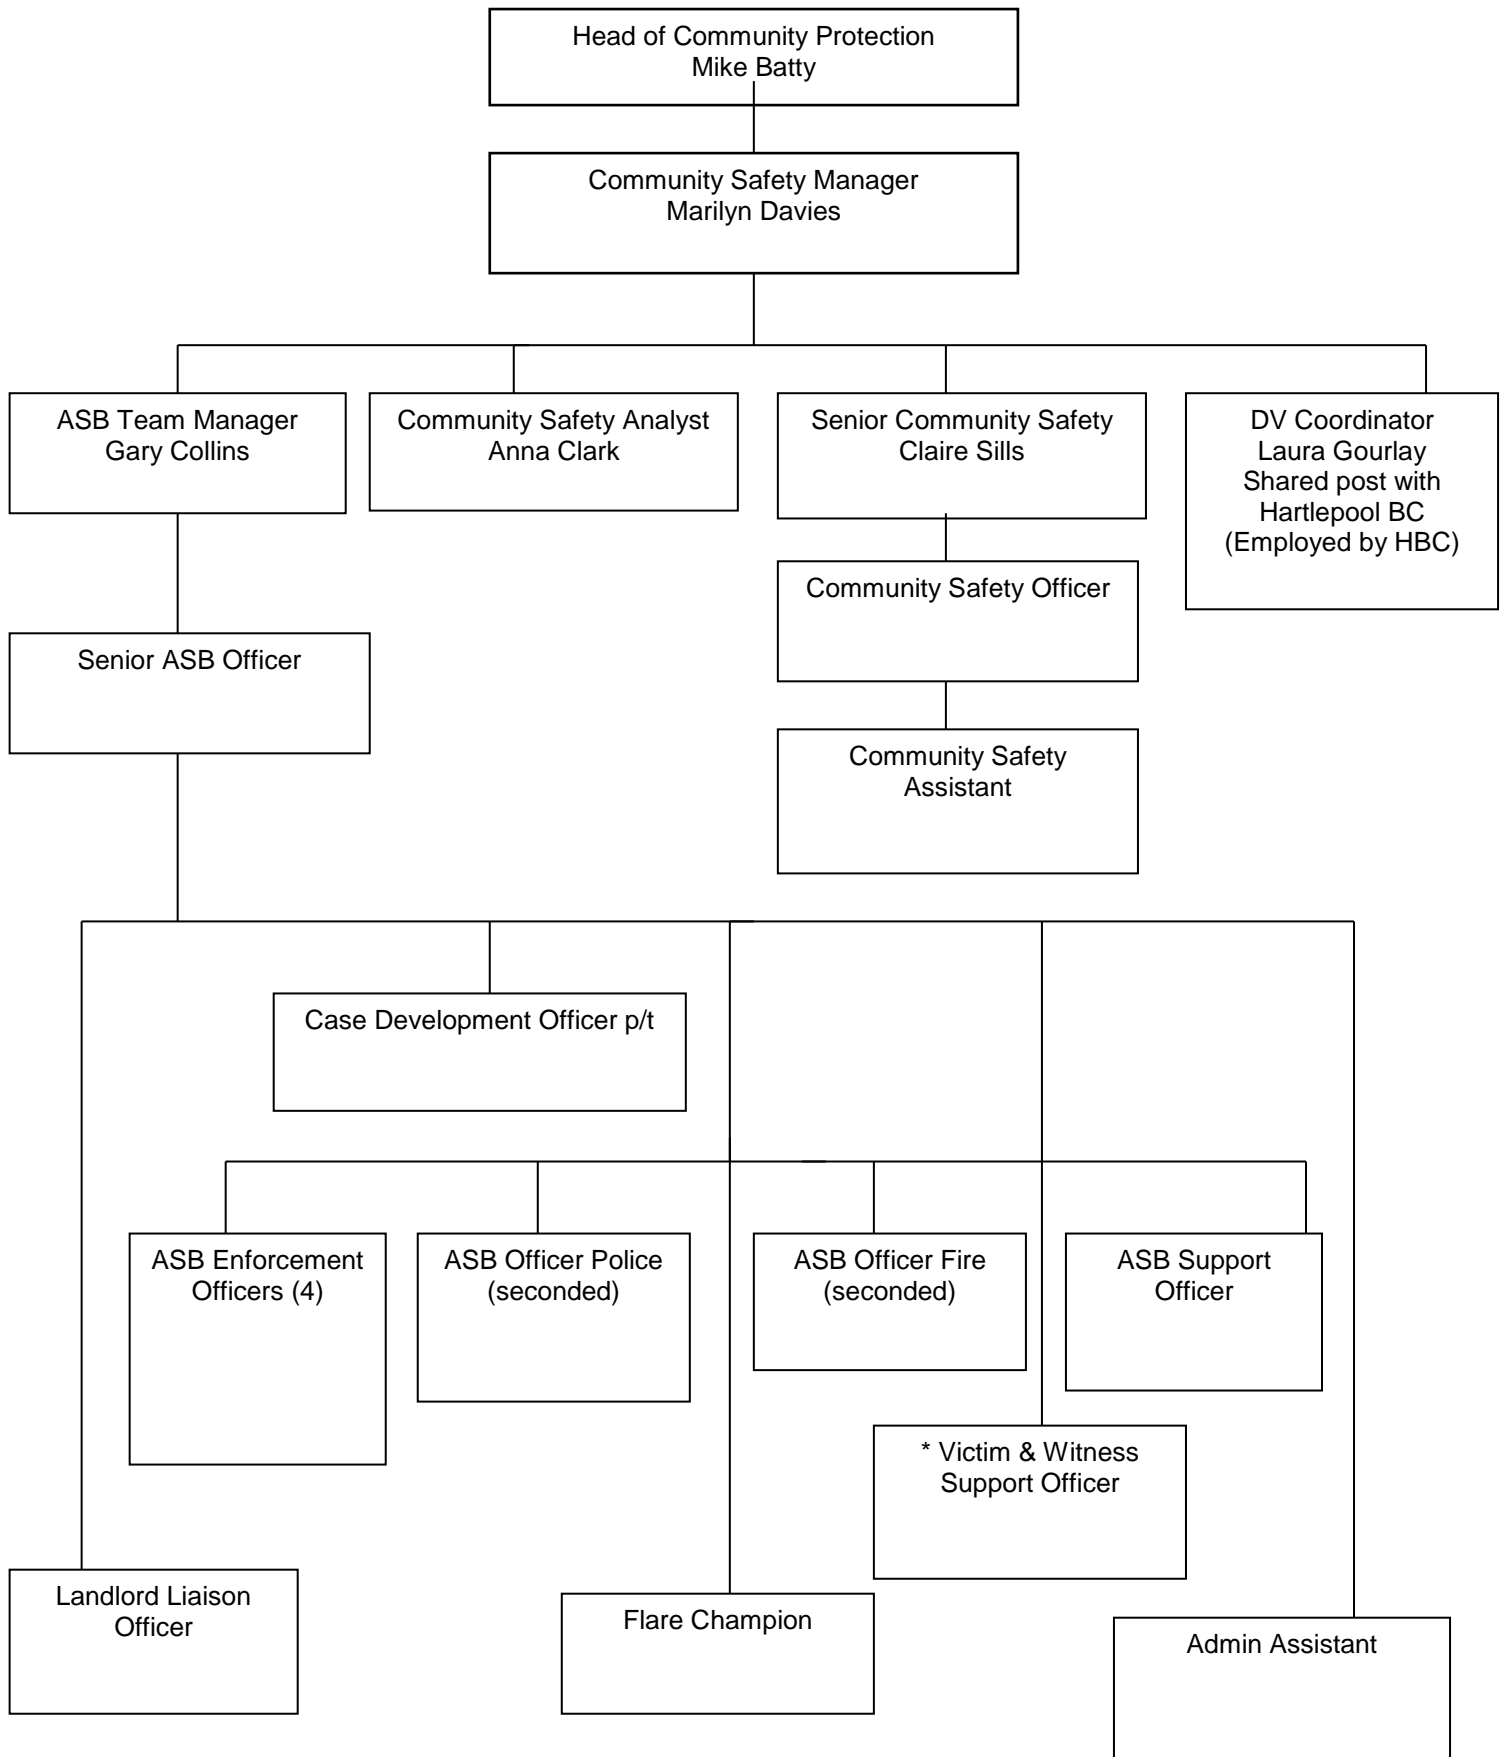 Head of Community Protection
Mike Batty
Community Safety Manager
Marilyn Davies
ASB Team Manager
Gary Collins
Community Safety Analyst
Anna Clark
Senior Community Safety
Claire Sills
DV Coordinator
Laura Gourlay
Shared post with
Hartlepool BC
(Employed by HBC)
Community Safety Officer
Senior ASB Officer
Community Safety
Assistant
Case Development Officer p/t
ASB Enforcement
Officers (4)
ASB Officer Police
(seconded)
ASB Officer Fire
(seconded)
ASB Support
Officer
* Victim & Witness
Support Officer
Landlord Liaison
Officer
Flare Champion
Admin Assistant